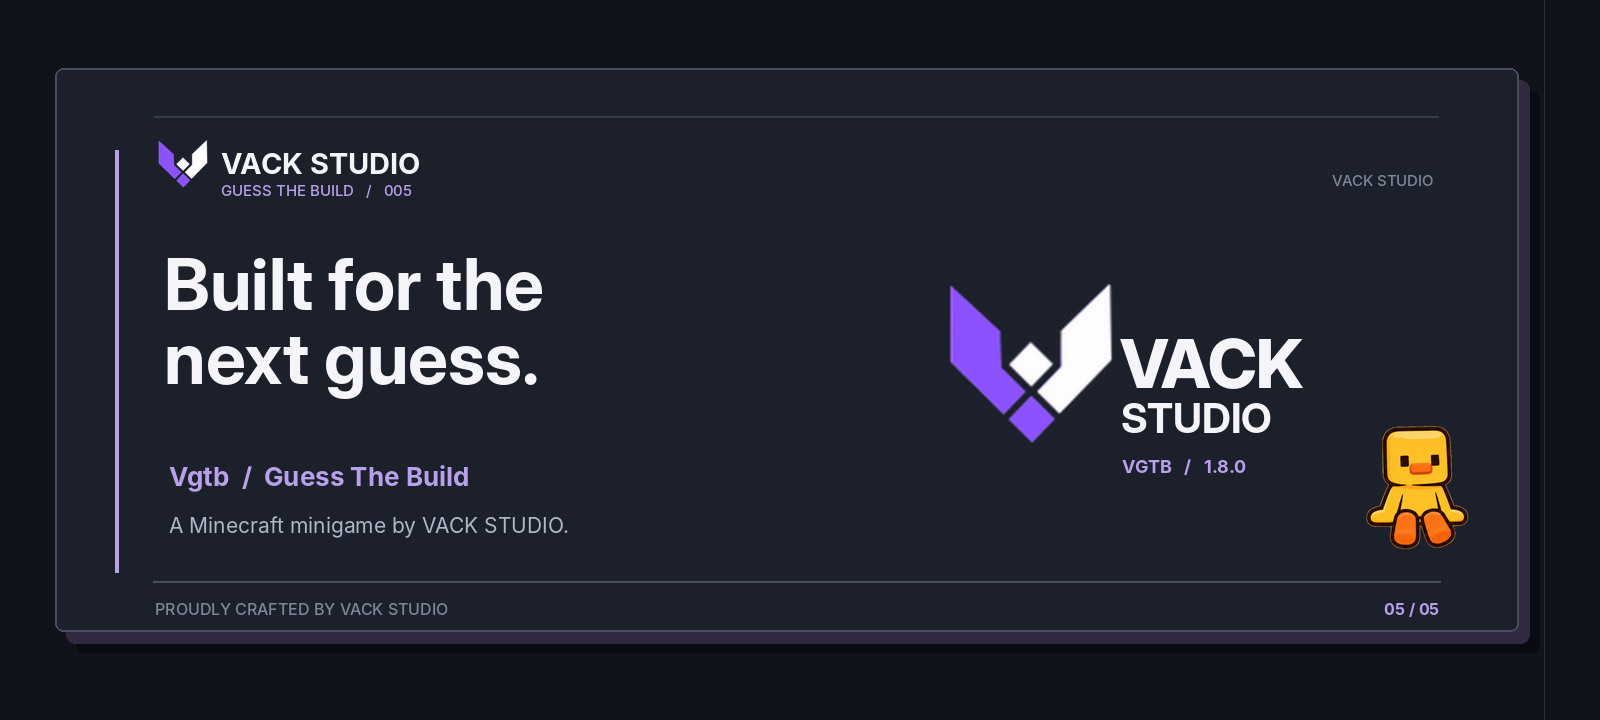 VACK STUDIO
GUESS THE BUILD / 005
VACK STUDIO
Built for the
next guess.
VACK
STUDIO
VGTB / 1.8.0
Vgtb / Guess The Build
A Minecraft minigame by VACK STUDIO.
PROUDLY CRAFTED BY VACK STUDIO
05 / 05